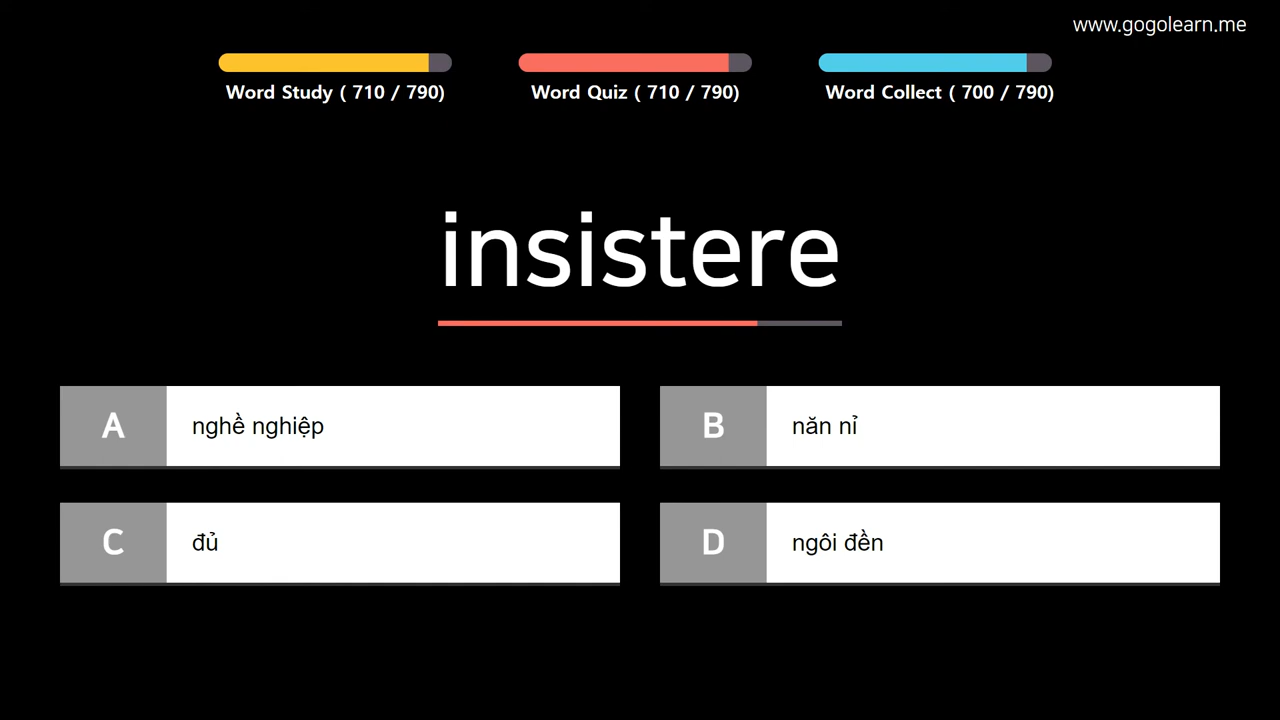 www.gogolearn.me
Word Study ( 710 / 790)
Word Quiz ( 710 / 790)
Word Collect ( 700 / 790)
insistere
A
nghề nghiệp
B
năn nỉ
C
đủ
D
ngôi đền